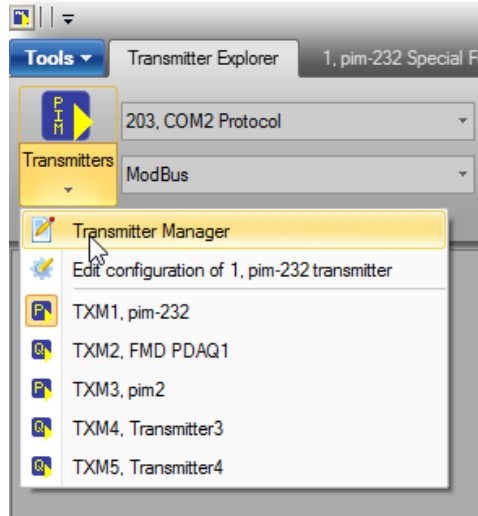 Tools
Transmitter Explorer
1, pim-232 Special F
PIM
203, COM2 Protocol
Transmitters
ModBus
Transmitter Manager
Edit configuration of 1, pim-232 transmitter
P
TXM1, pim-232
Q
TXM2, FMD PDAQ1
P
TXM3, pim2
Q
TXM4, Transmitter3
Q
TXM5, Transmitter4